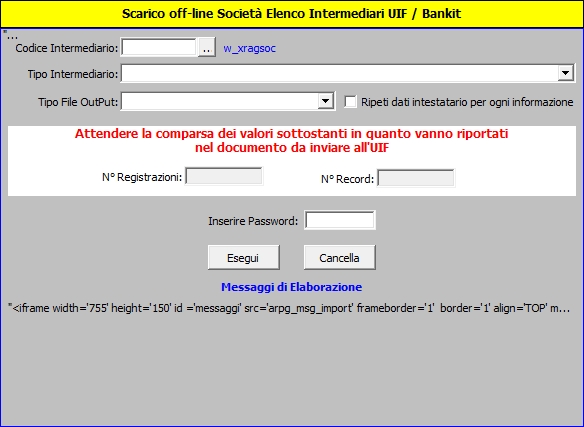 Scarico off-line Società Elenco Intermediari UIF / Bankit
"...
Codice Intermediario: .. w_xragsoc
Tipo Intermediario:
Tipo File OutPut: Ripeti dati intestatario per ogni informazione
Attendere la comparsa dei valori sottostanti in quanto vanno riportati
nel documento da inviare all'UIF
N° Registrazioni: N° Record:
Inserire Password:
Esegui Cancella
Messaggi di Elaborazione
"<iframe width='755' height='150' id ='messaggi' src='arpg_msg_import' frameborder='1' border='1' align='TOP' m...